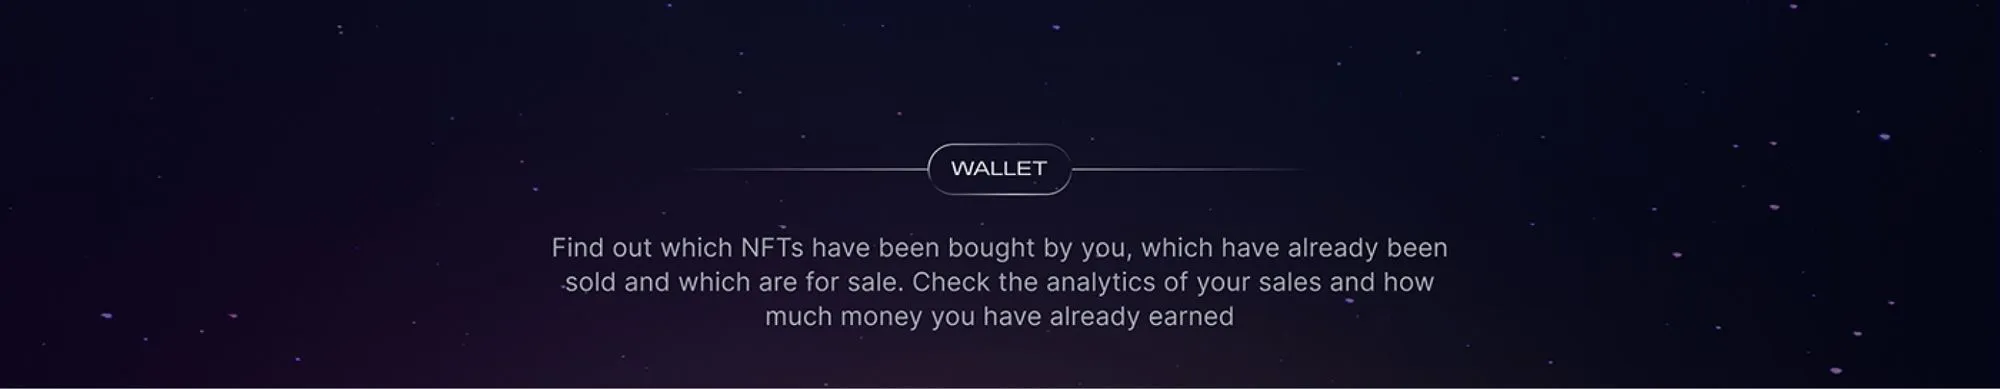 WALLET
Find out which NFTs have been bought by you, which have already been
sold and which are for sale. Check the analytics of your sales and how
much money you have already earned